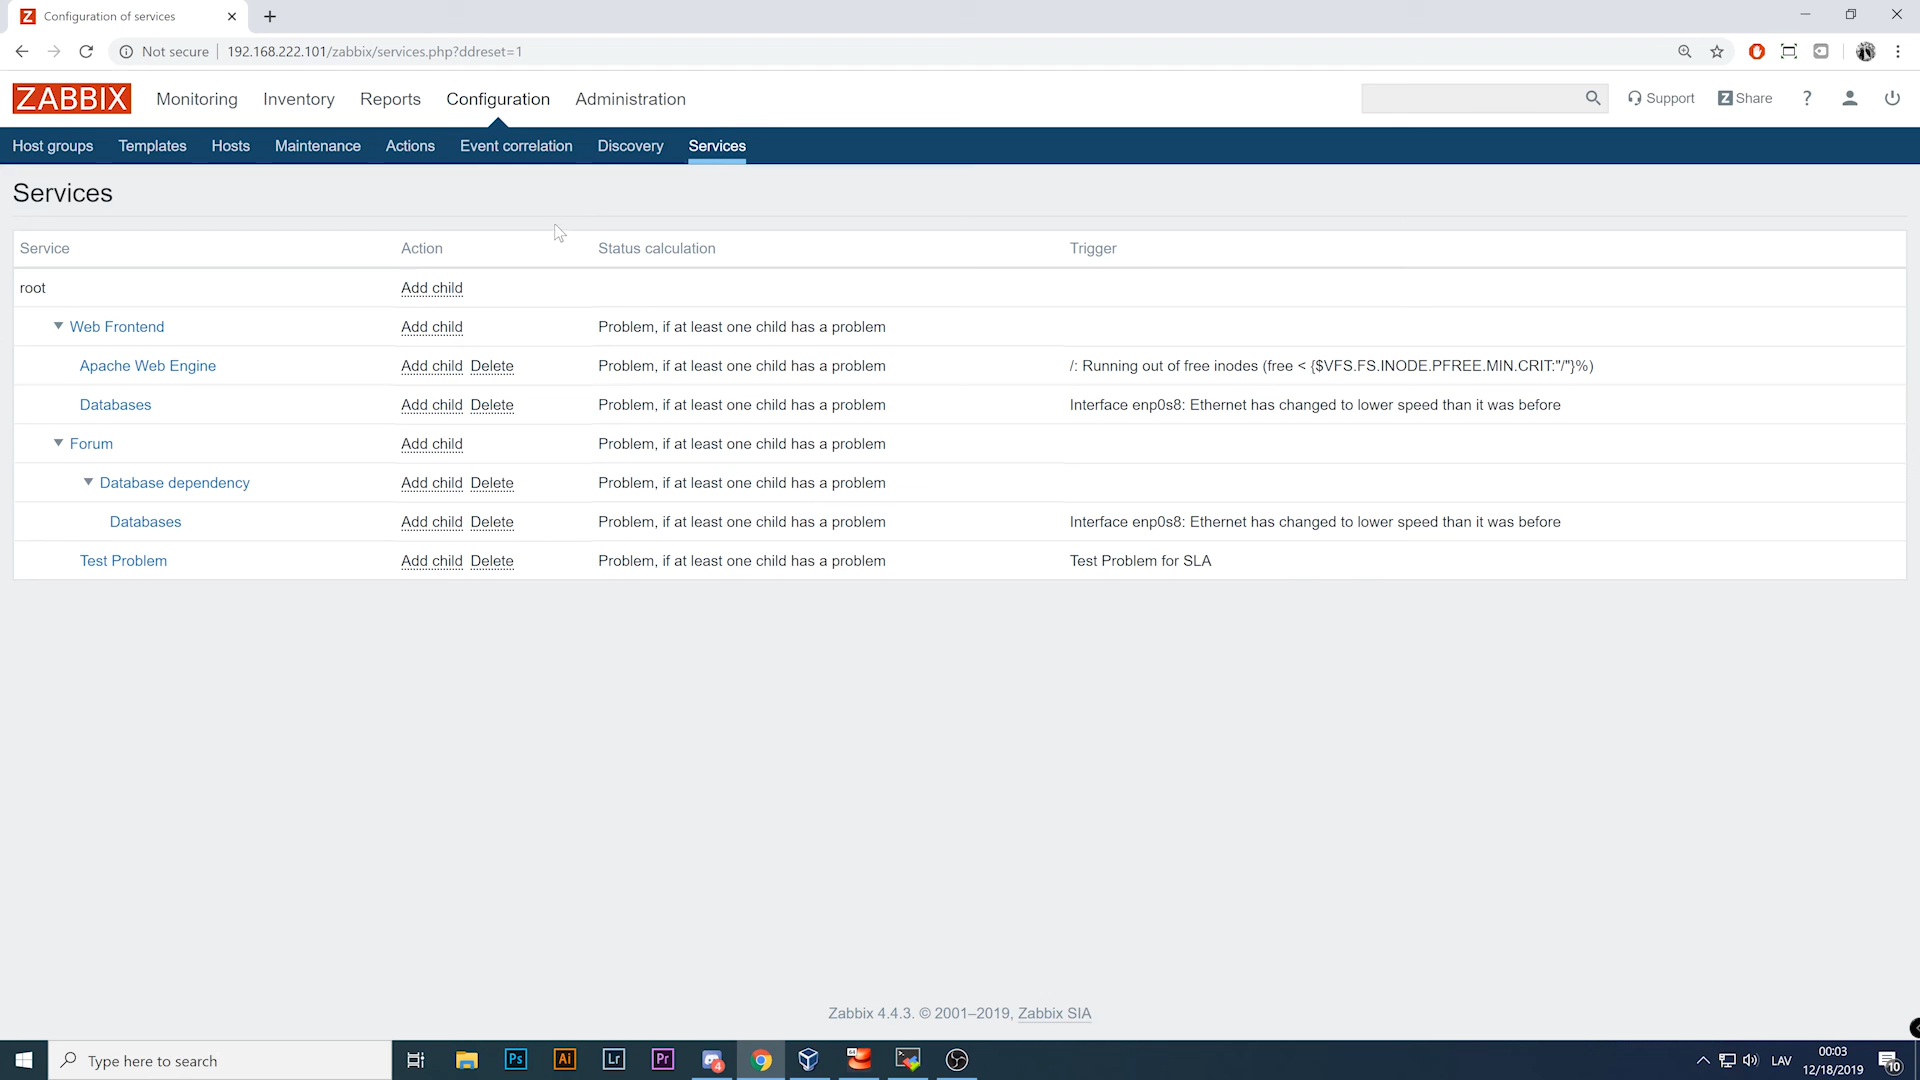 Configuration of services
Not secure
192.168.222.101/zabbix/services.php?ddreset=1
ZABBIX
Monitoring Inventory Reports Configuration Administration
Support
Z Share
?
Host groups Templates Hosts Maintenance Actions Event correlation Discovery Services
Services
Service Action Status calculation Trigger
root Add child
Web Frontend Add child Problem, if at least one child has a problem
Apache Web Engine Add child Delete Problem, if at least one child has a problem /: Running out of free inodes (free < {$VFS.FS.INODE.PFREE.MIN.CRIT:"/"}%)
Databases Add child Delete Problem, if at least one child has a problem Interface enp0s8: Ethernet has changed to lower speed than it was before
Forum Add child Problem, if at least one child has a problem
Database dependency Add child Delete Problem, if at least one child has a problem
Databases Add child Delete Problem, if at least one child has a problem Interface enp0s8: Ethernet has changed to lower speed than it was before
Test Problem Add child Delete Problem, if at least one child has a problem Test Problem for SLA
Zabbix 4.4.3. © 2001–2019, Zabbix SIA
Type here to search
Ps Ai Lr Pr 4 64
LAV
00:03
12/18/2019
10